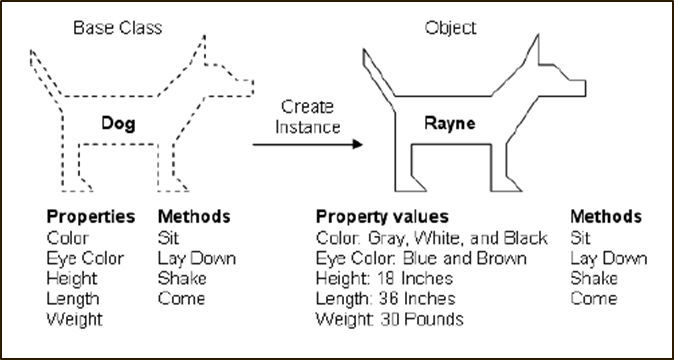 Base Class
Object
Dog
Create
Instance
Rayne
Properties
Color
Eye Color
Height
Length
Weight
Methods
Sit
Lay Down
Shake
Come
Property values
Color: Gray, White, and Black
Eye Color: Blue and Brown
Height: 18 Inches
Length: 36 Inches
Weight: 30 Pounds
Methods
Sit
Lay Down
Shake
Come